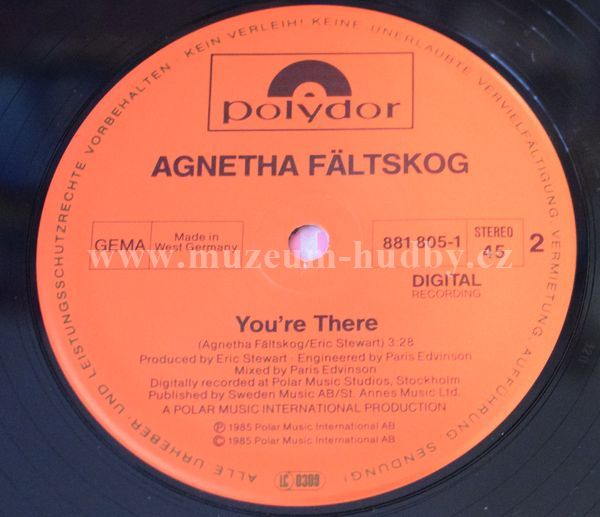 ALLE URHEBER- UND LEISTUNGSSCHUTZRECHTE VORBEHALTEN · KEIN VERLEIH! KEINE UNERLAUBTE VERVIELFÄLTIGUNG, VERMIETUNG, AUFFÜHRUNG, SENDUNG!
polydor
AGNETHA FÄLTSKOG
GEMA
Made in
West Germany
881 805-1
STEREO
45
2
www.muzeum-hudby.cz
DIGITAL
RECORDING
You're There
(Agnetha Fältskog/Eric Stewart) 3:28
Produced by Eric Stewart · Engineered by Paris Edvinson
Mixed by Paris Edvinson
Digitally recorded at Polar Music Studios, Stockholm
Published by Sweden Music AB/St. Annes Music Ltd.
A POLAR MUSIC INTERNATIONAL PRODUCTION
℗ 1985 Polar Music International AB
© 1985 Polar Music International AB
LC 0309